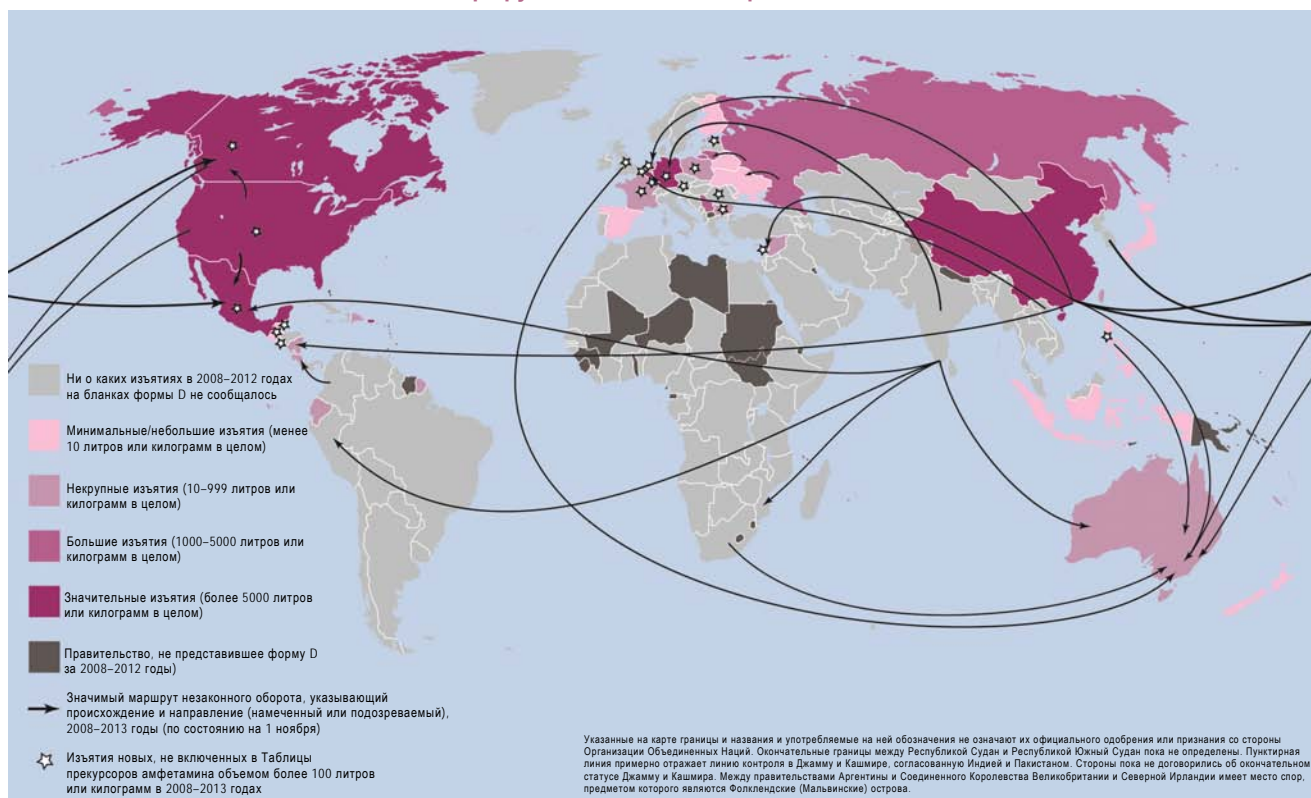 Ни о каких изъятиях в 2008–2012 годах
на бланках формы D не сообщалось
Минимальные/небольшие изъятия (менее
10 литров или килограмм в целом)
Некрупные изъятия (10–999 литров или
килограмм в целом)
Большие изъятия (1000–5000 литров или
килограмм в целом)
Значительные изъятия (более 5000 литров
или килограмм в целом)
Правительство, не представившее форму D
за 2008–2012 годы)
Значимый маршрут незаконного оборота, указывающий
происхождение и направление (намеченный или подозреваемый),
2008–2013 годы (по состоянию на 1 ноября)
Изъятия новых, не включенных в Таблицы
прекурсоров амфетамина объемом более 100 литров
или килограмм в 2008–2013 годах
Указанные на карте границы и названия и употребляемые на ней обозначения не означают их официального одобрения или признания со стороны
Организации Объединенных Наций. Окончательные границы между Республикой Судан и Республикой Южный Судан пока не определены. Пунктирная
линия примерно отражает линию контроля в Джамму и Кашмире, согласованную Индией и Пакистаном. Стороны пока не договорились об окончательном
статусе Джамму и Кашмира. Между правительствами Аргентины и Соединенного Королевства Великобритании и Северной Ирландии имеет место спор,
предметом которого являются Фолклендские (Мальвинские) острова.